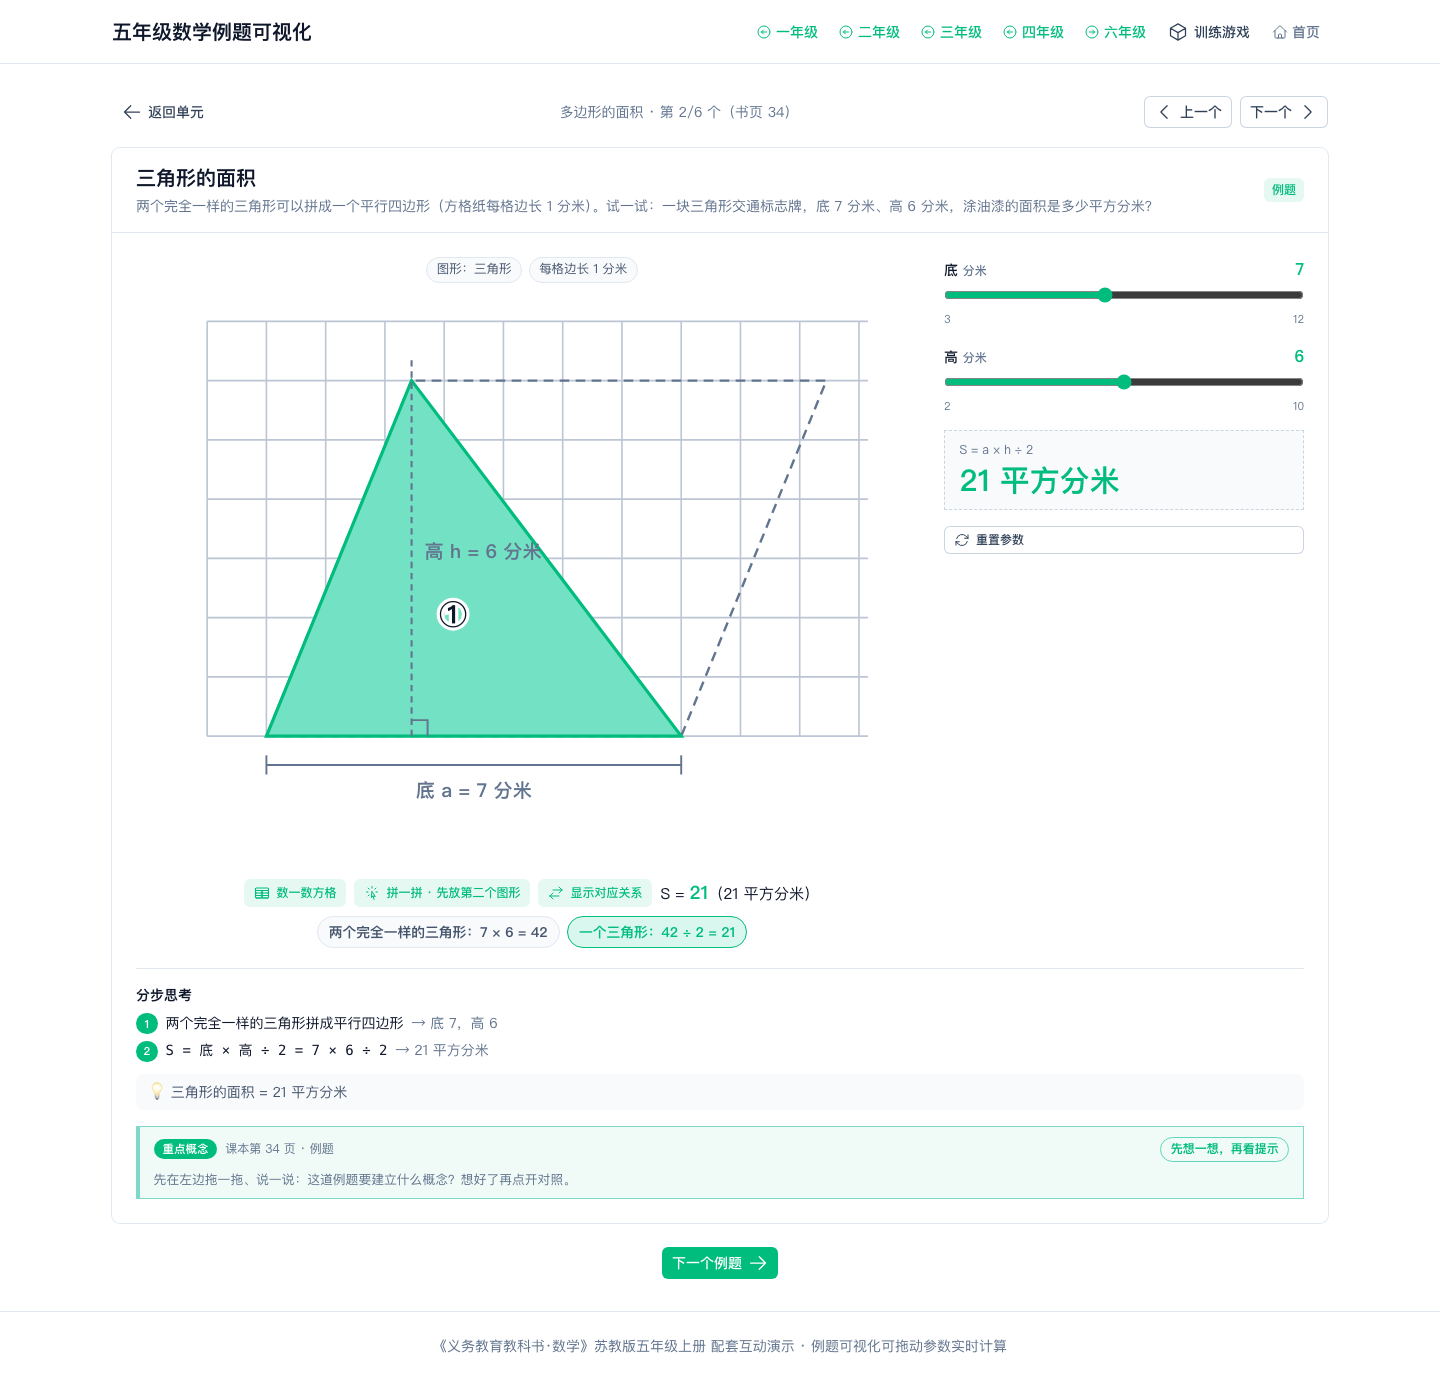 五年级数学例题可视化
一年级 二年级 三年级 四年级 六年级 训练游戏 首页
返回单元
多边形的面积 · 第 2/6 个（书页 34）
上一个 下一个
三角形的面积
两个完全一样的三角形可以拼成一个平行四边形（方格纸每格边长 1 分米）。试一试：一块三角形交通标志牌，底 7 分米、高 6 分米，涂油漆的面积是多少平方分米？
例题
图形：三角形 每格边长 1 分米
高 h = 6 分米
①
底 a = 7 分米
底 分米 7
3 12
高 分米 6
2 10
S = a × h ÷ 2
21 平方分米
重置参数
数一数方格 拼一拼 · 先放第二个图形 显示对应关系 S = 21（21 平方分米）
两个完全一样的三角形：7 × 6 = 42 一个三角形：42 ÷ 2 = 21
分步思考
1 两个完全一样的三角形拼成平行四边形 → 底 7，高 6
2 S = 底 × 高 ÷ 2 = 7 × 6 ÷ 2 → 21 平方分米
💡 三角形的面积 = 21 平方分米
重点概念 课本第 34 页 · 例题
先想一想，再看提示
先在左边拖一拖、说一说：这道例题要建立什么概念？想好了再点开对照。
下一个例题
《义务教育教科书·数学》苏教版五年级上册 配套互动演示 · 例题可视化可拖动参数实时计算